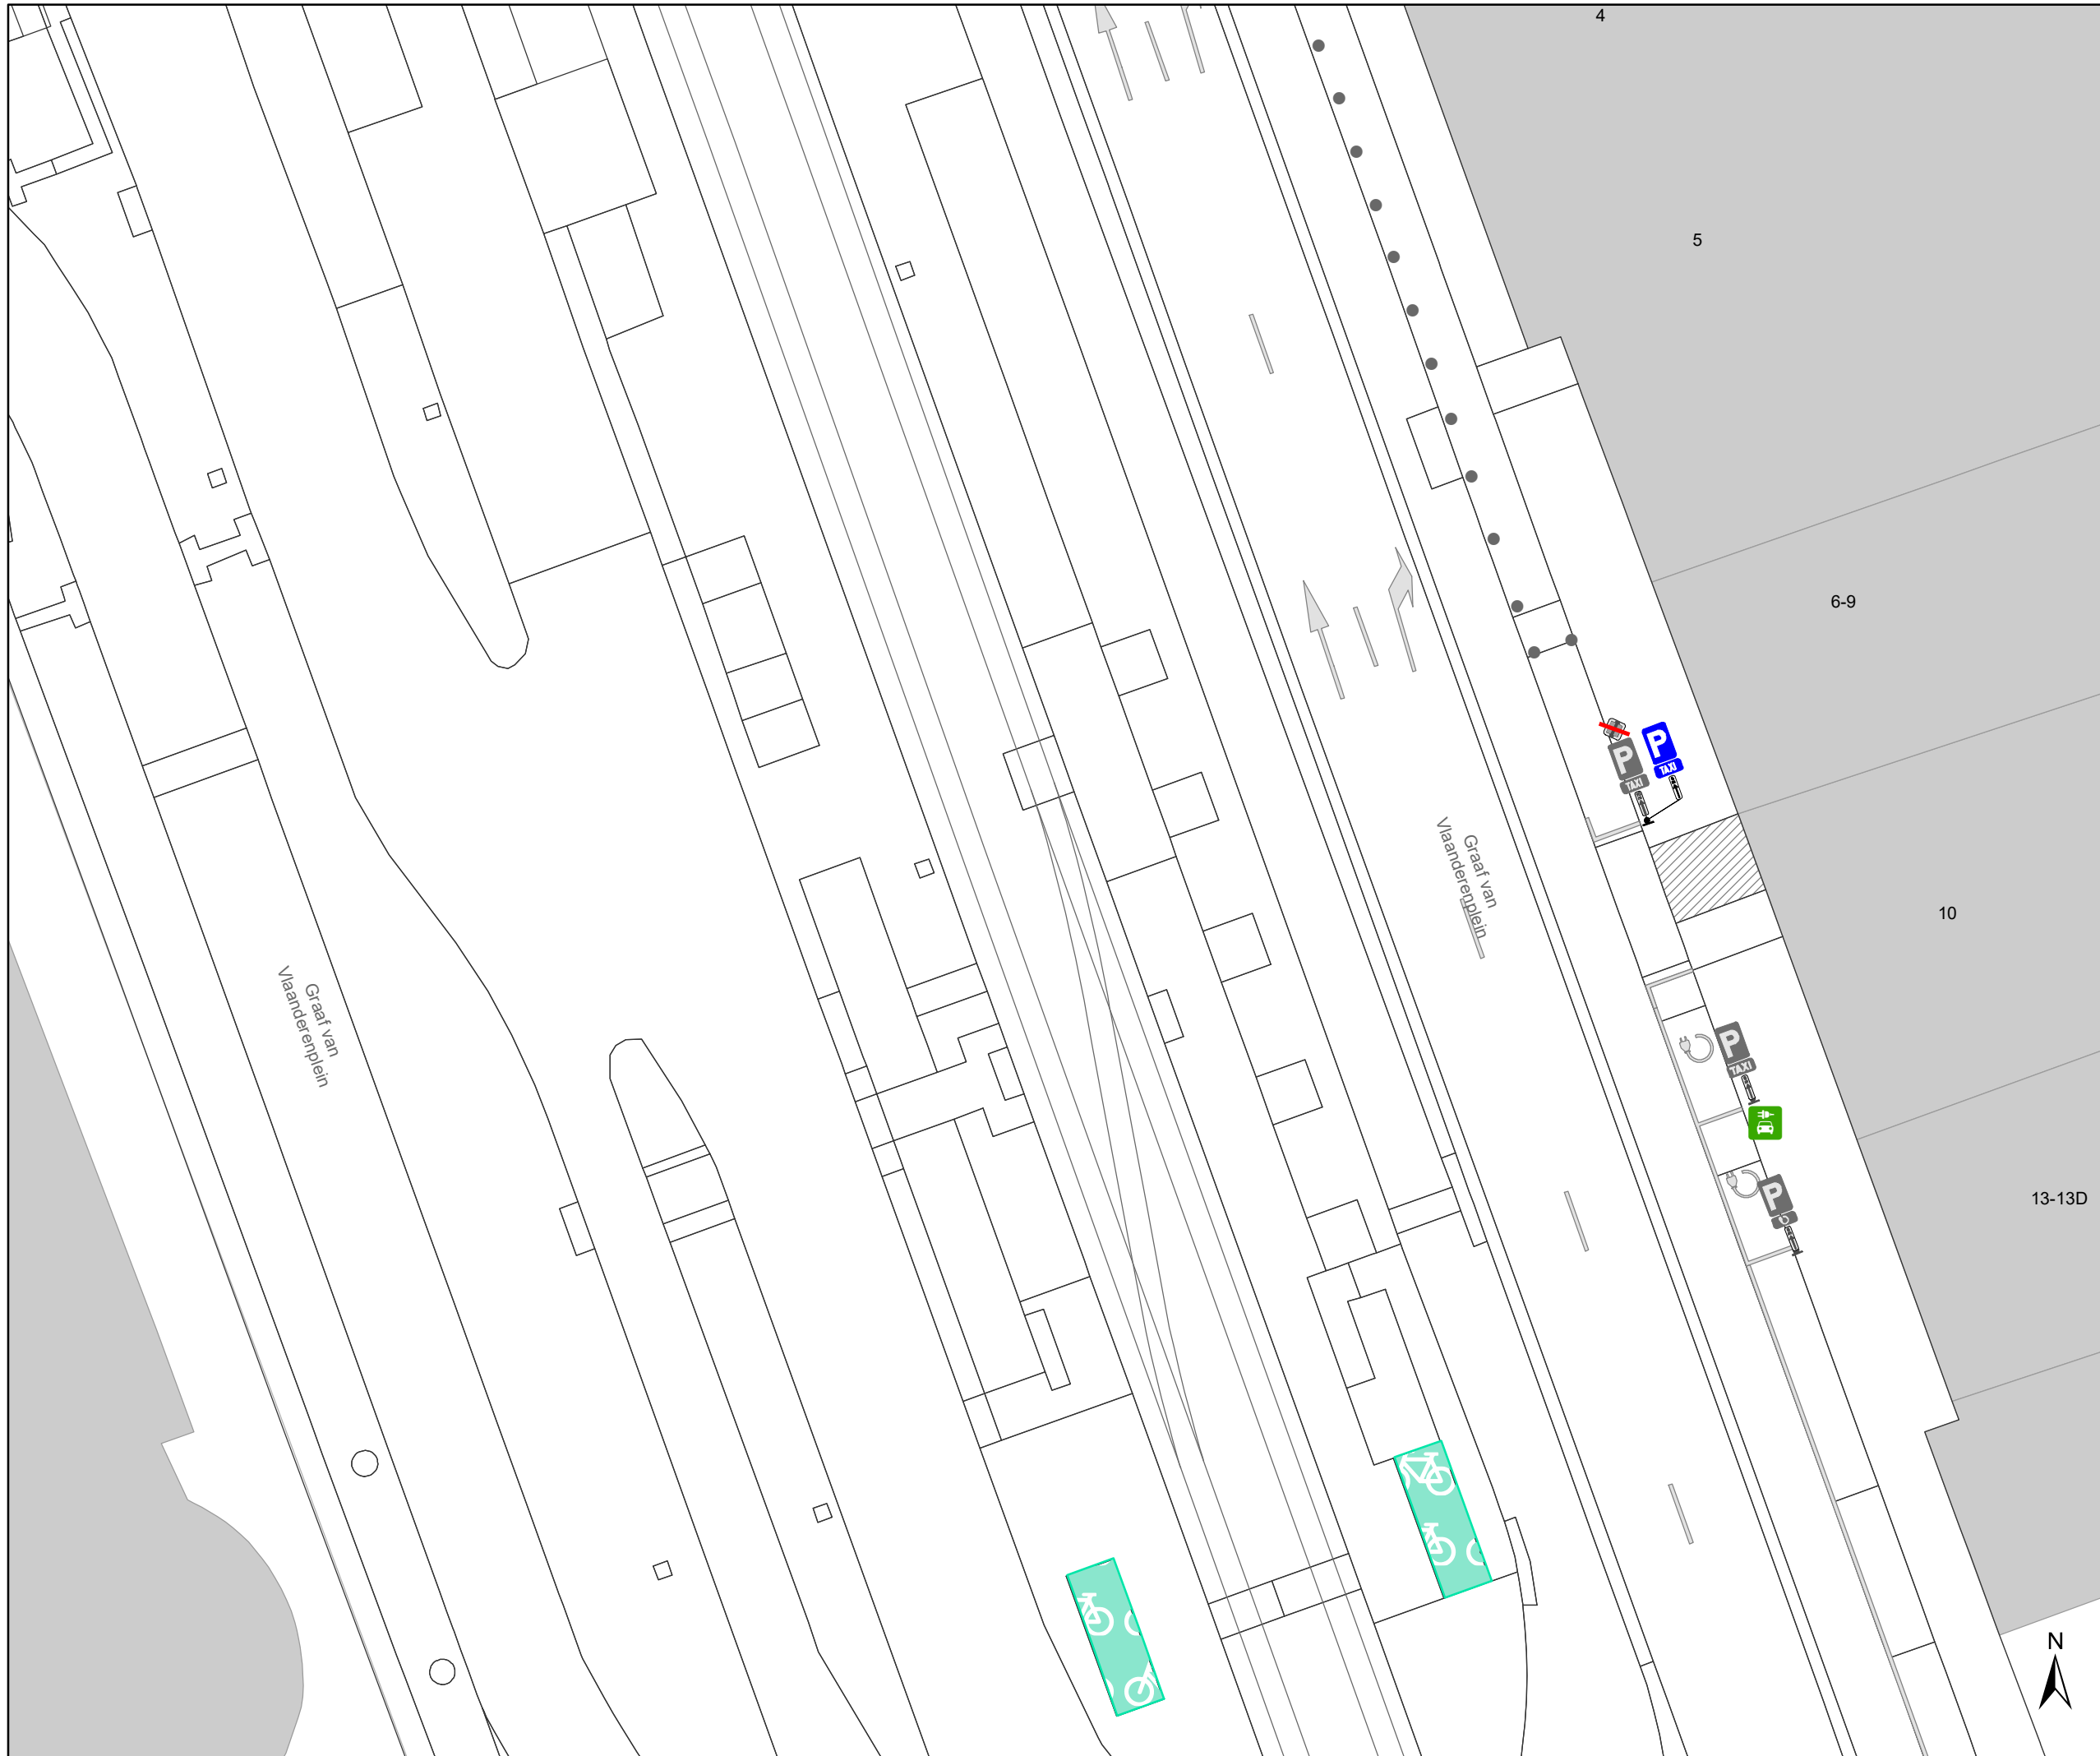 4
5
6-9
P
P
TAXI
TAXI
Graaf van
Vlaanderenplein
10
Graaf van
Vlaanderenplein
P
TAXI
P
13-13D
N